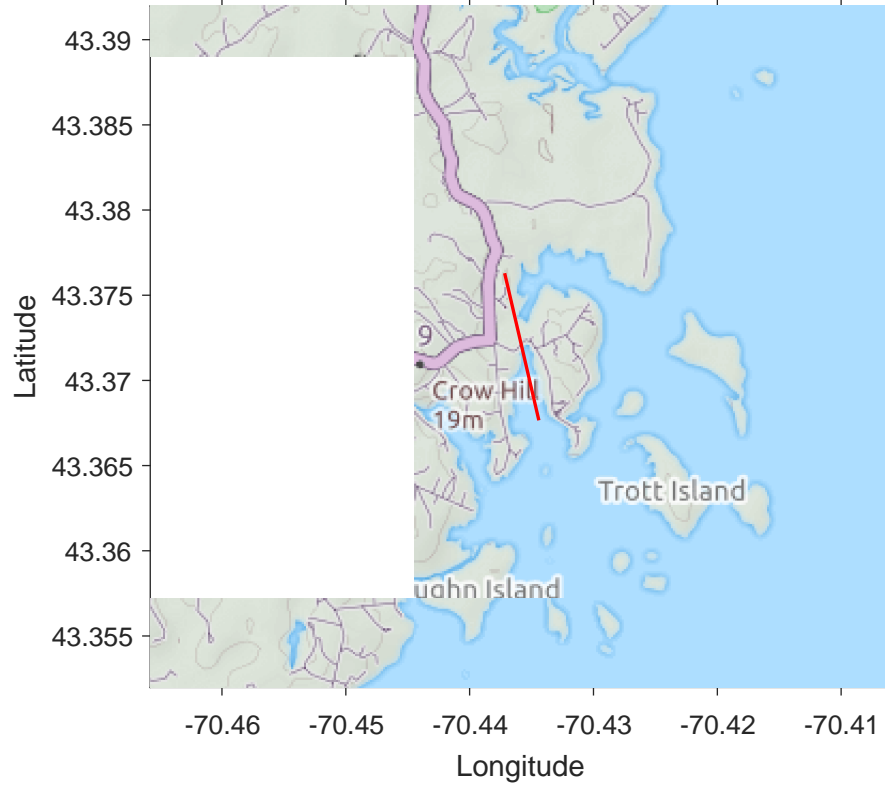 43.39
43.385
43.38
43.375
43.37
43.365
43.36
43.355
Latitude
9
Crow Hill
19m
Trott Island
ughn Island
-70.46
-70.45
-70.44
-70.43
-70.42
-70.41
Longitude